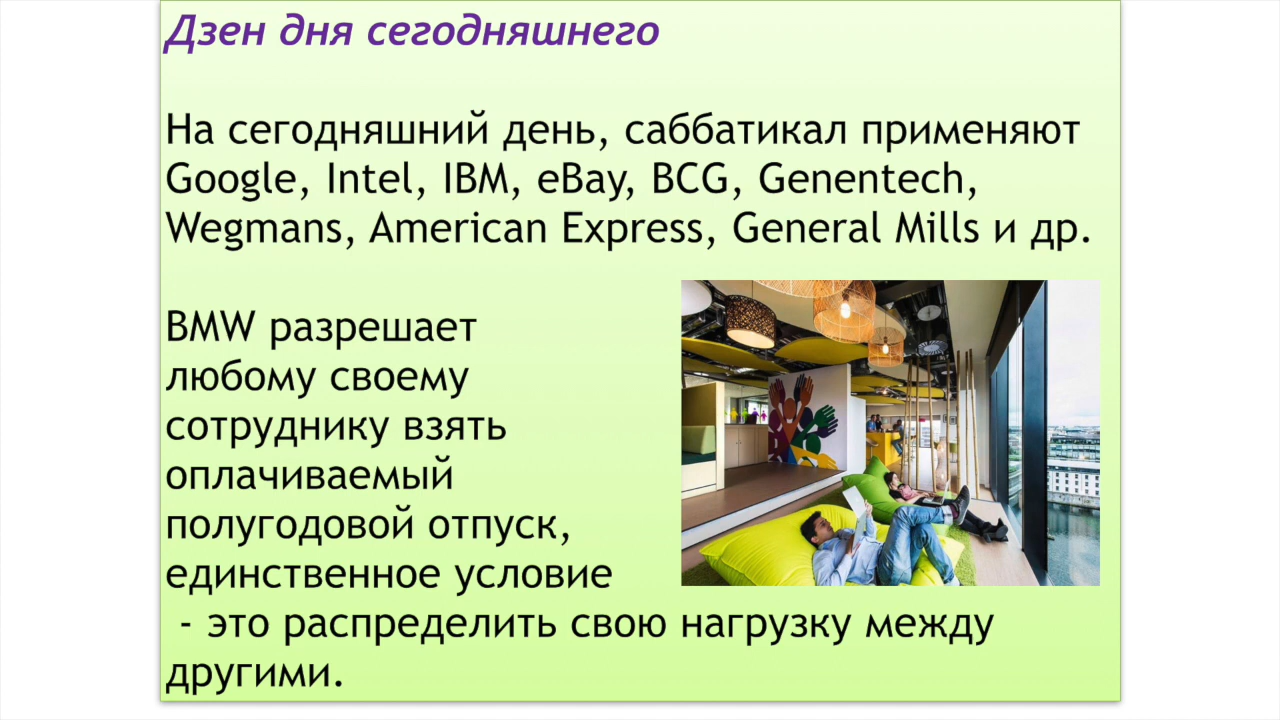 Дзен дня сегодняшнего
На сегодняшний день, саббатикал применяют
Google, Intel, IBM, eBay, BCG, Genentech,
Wegmans, American Express, General Mills и др.
BMW разрешает
любому своему
сотруднику взять
оплачиваемый
полугодовой отпуск,
единственное условие
- это распределить свою нагрузку между
другими.